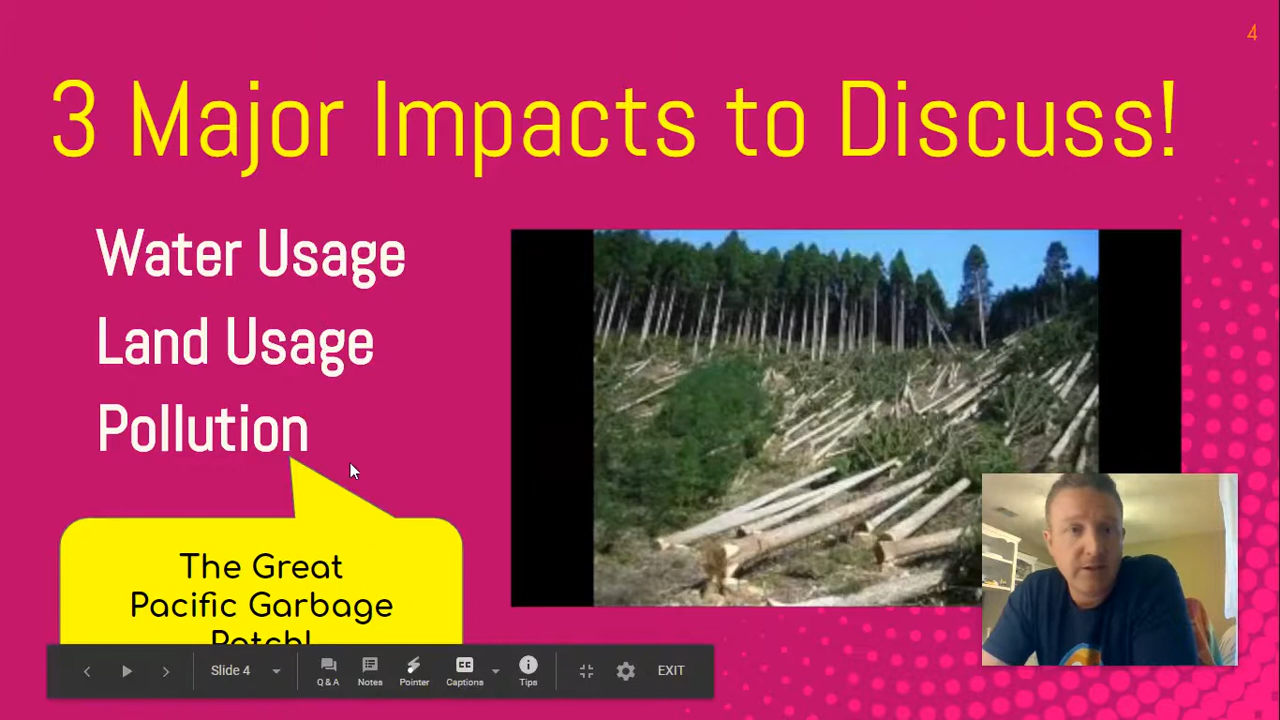 4
3 Major Impacts to Discuss!
Water Usage
Land Usage
Pollution
The Great
Pacific Garbage
Patch!
Slide 4
Q & A
Notes
Pointer
Captions
Tips
EXIT